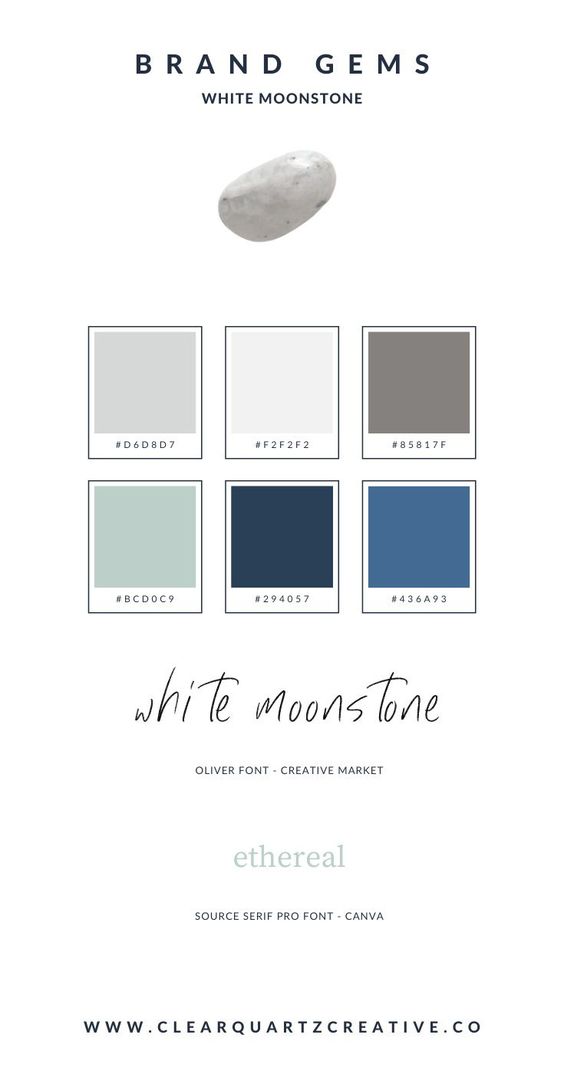 BRAND GEMS
WHITE MOONSTONE
#D6D8D7 #F2F2F2 #85817F
#BCD0C9 #294057 #436A93
white moonstone
OLIVER FONT - CREATIVE MARKET
ethereal
SOURCE SERIF PRO FONT - CANVA
WWW.CLEARQUARTZCREATIVE.CO